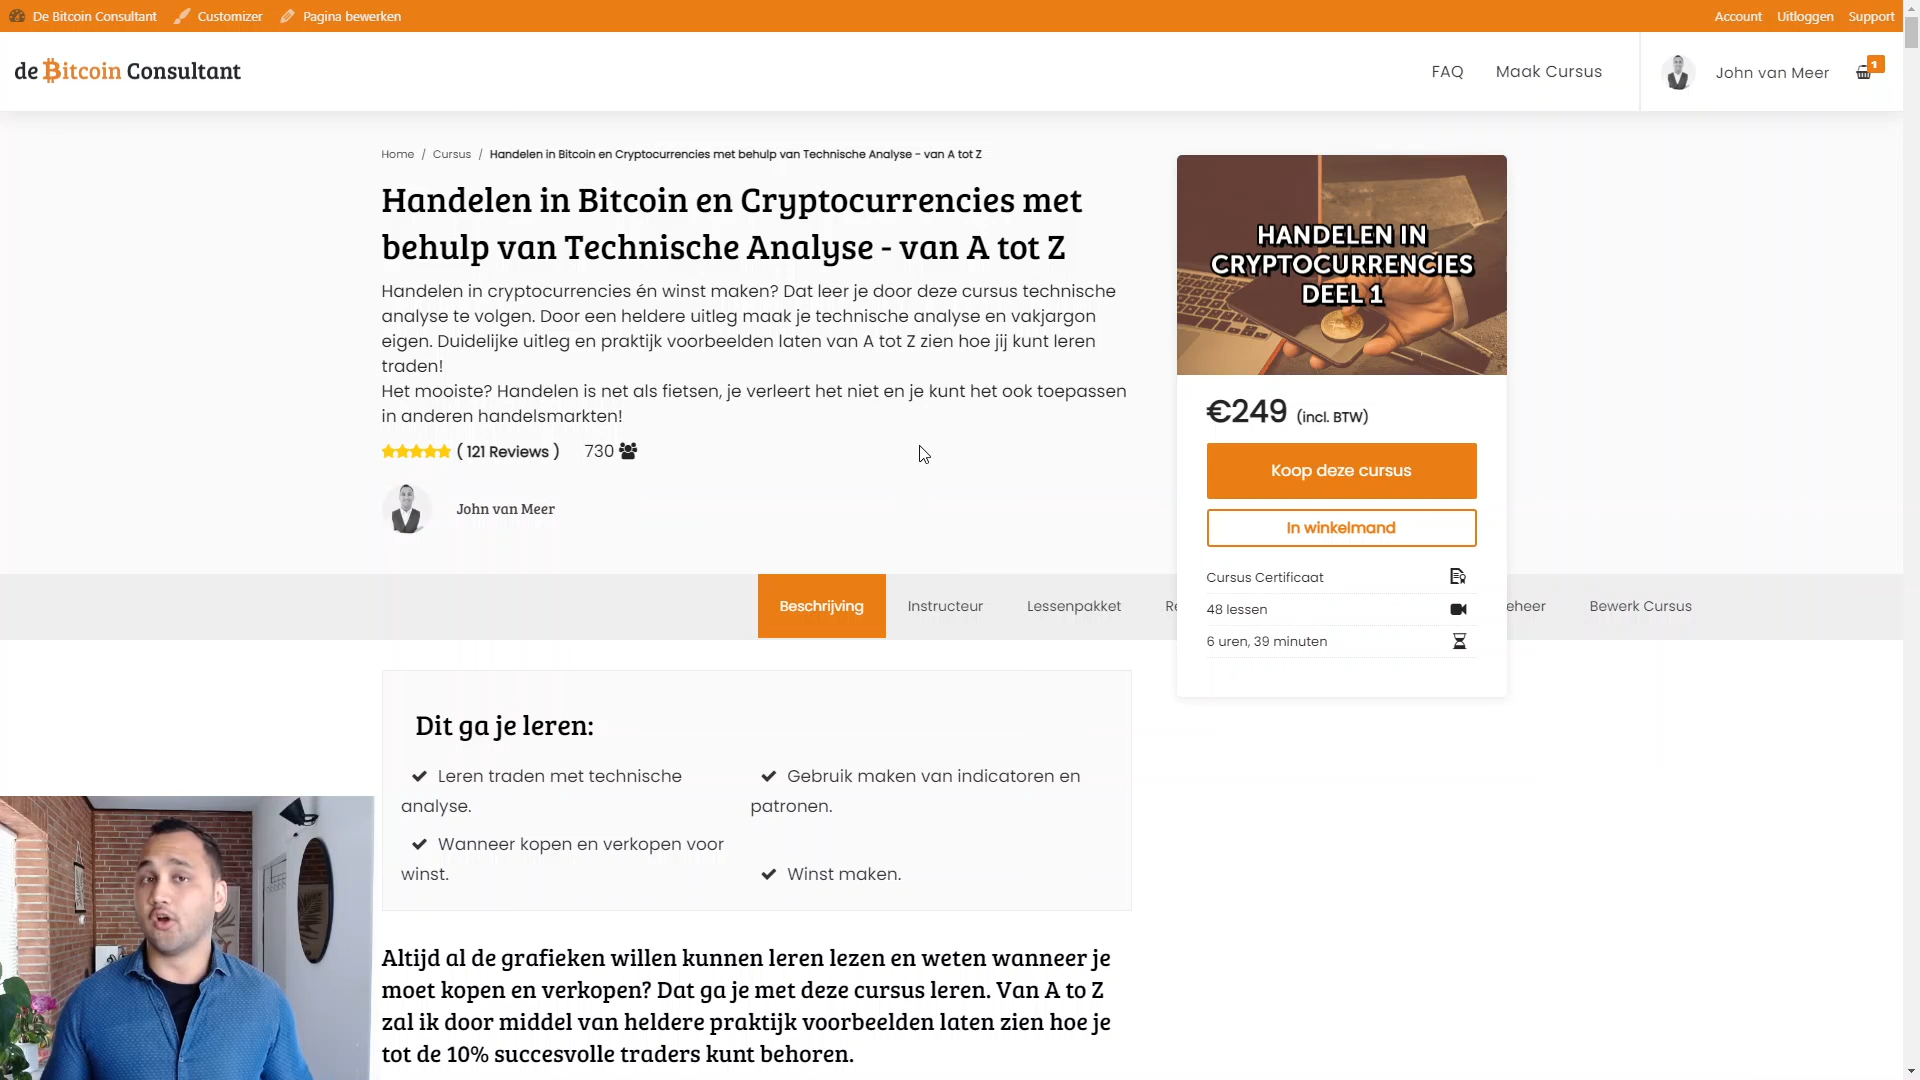 De Bitcoin Consultant Customizer Pagina bewerken Account Uitloggen Support
de Bitcoin Consultant FAQ Maak Cursus John van Meer 1
Home / Cursus / Handelen in Bitcoin en Cryptocurrencies met behulp van Technische Analyse - van A tot Z
Handelen in Bitcoin en Cryptocurrencies met
behulp van Technische Analyse - van A tot Z
Handelen in cryptocurrencies én winst maken? Dat leer je door deze cursus technische
analyse te volgen. Door een heldere uitleg maak je technische analyse en vakjargon
eigen. Duidelijke uitleg en praktijk voorbeelden laten van A tot Z zien hoe jij kunt leren
traden!
Het mooiste? Handelen is net als fietsen, je verleert het niet en je kunt het ook toepassen
in anderen handelsmarkten!
( 121 Reviews ) 730
John van Meer
HANDELEN IN
CRYPTOCURRENCIES
DEEL 1
€249 (incl. BTW)
Koop deze cursus
In winkelmand
Cursus Certificaat
48 lessen
6 uren, 39 minuten
Beschrijving Instructeur Lessenpakket Re eheer Bewerk Cursus
Dit ga je leren:
Leren traden met technische
analyse.
Gebruik maken van indicatoren en
patronen.
Wanneer kopen en verkopen voor
winst.
Winst maken.
Altijd al de grafieken willen kunnen leren lezen en weten wanneer je
moet kopen en verkopen? Dat ga je met deze cursus leren. Van A to Z
zal ik door middel van heldere praktijk voorbeelden laten zien hoe je
tot de 10% succesvolle traders kunt behoren.